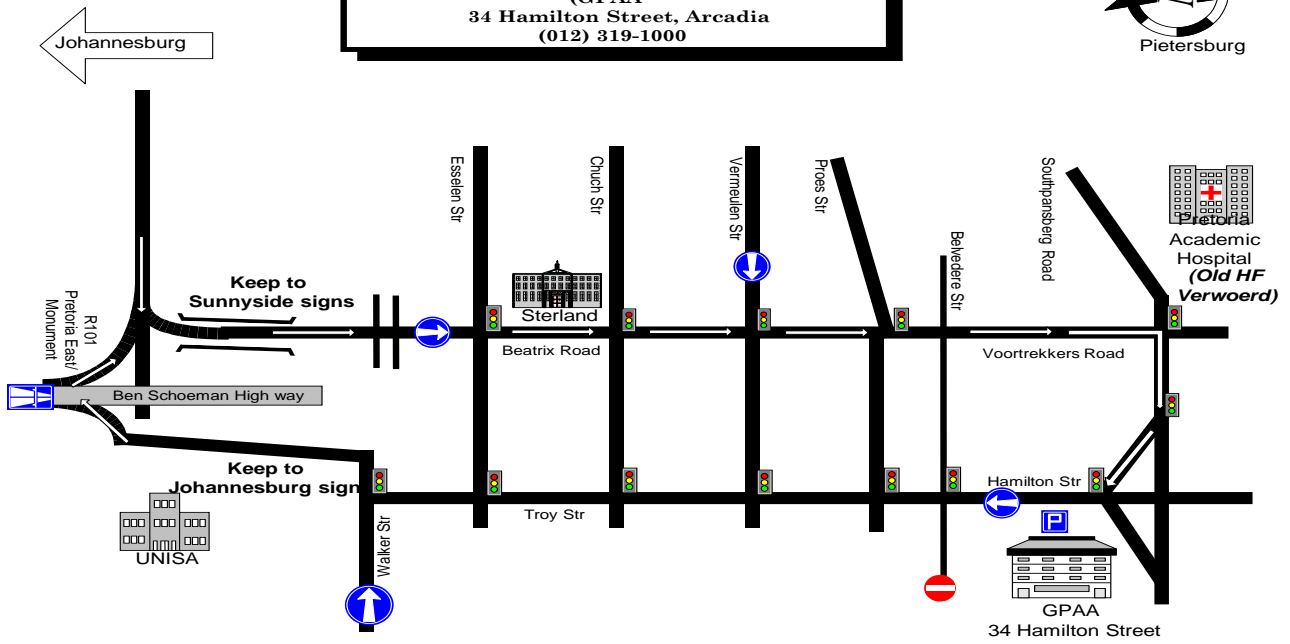 (GPAA
34 Hamilton Street, Arcadia
(012) 319-1000
Johannesburg
Pietersburg
Esselen Str
Chuch Str
Vermeulen Str
Proes Str
Belvedere Str
Southpansberg Road
Pretoria
Academic
Hospital
(Old HF
Verwoerd)
Keep to
Sunnyside signs
Sterland
Beatrix Road
Voortrekkers Road
R101
Pretoria East/
Monument
Ben Schoeman High way
Keep to
Johannesburg sign
UNISA
Walker Str
Troy Str
Hamilton Str
P
GPAA
34 Hamilton Street